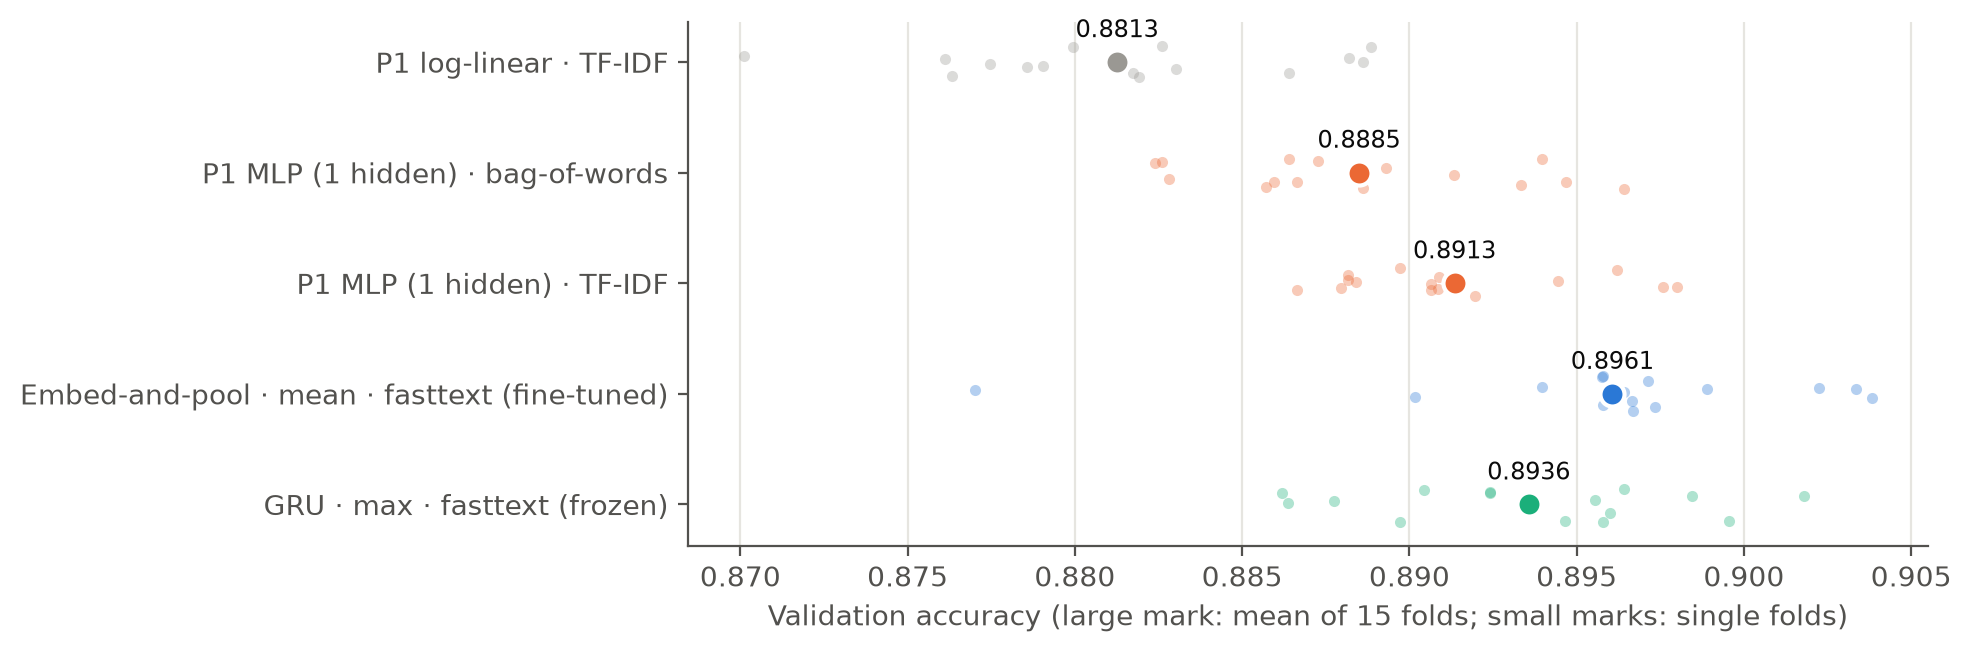 P1 log-linear · TF-IDF
0.8813
P1 MLP (1 hidden) · bag-of-words
0.8885
P1 MLP (1 hidden) · TF-IDF
0.8913
Embed-and-pool · mean · fasttext (fine-tuned)
0.8961
GRU · max · fasttext (frozen)
0.8936
0.870 0.875 0.880 0.885 0.890 0.895 0.900 0.905
Validation accuracy (large mark: mean of 15 folds; small marks: single folds)